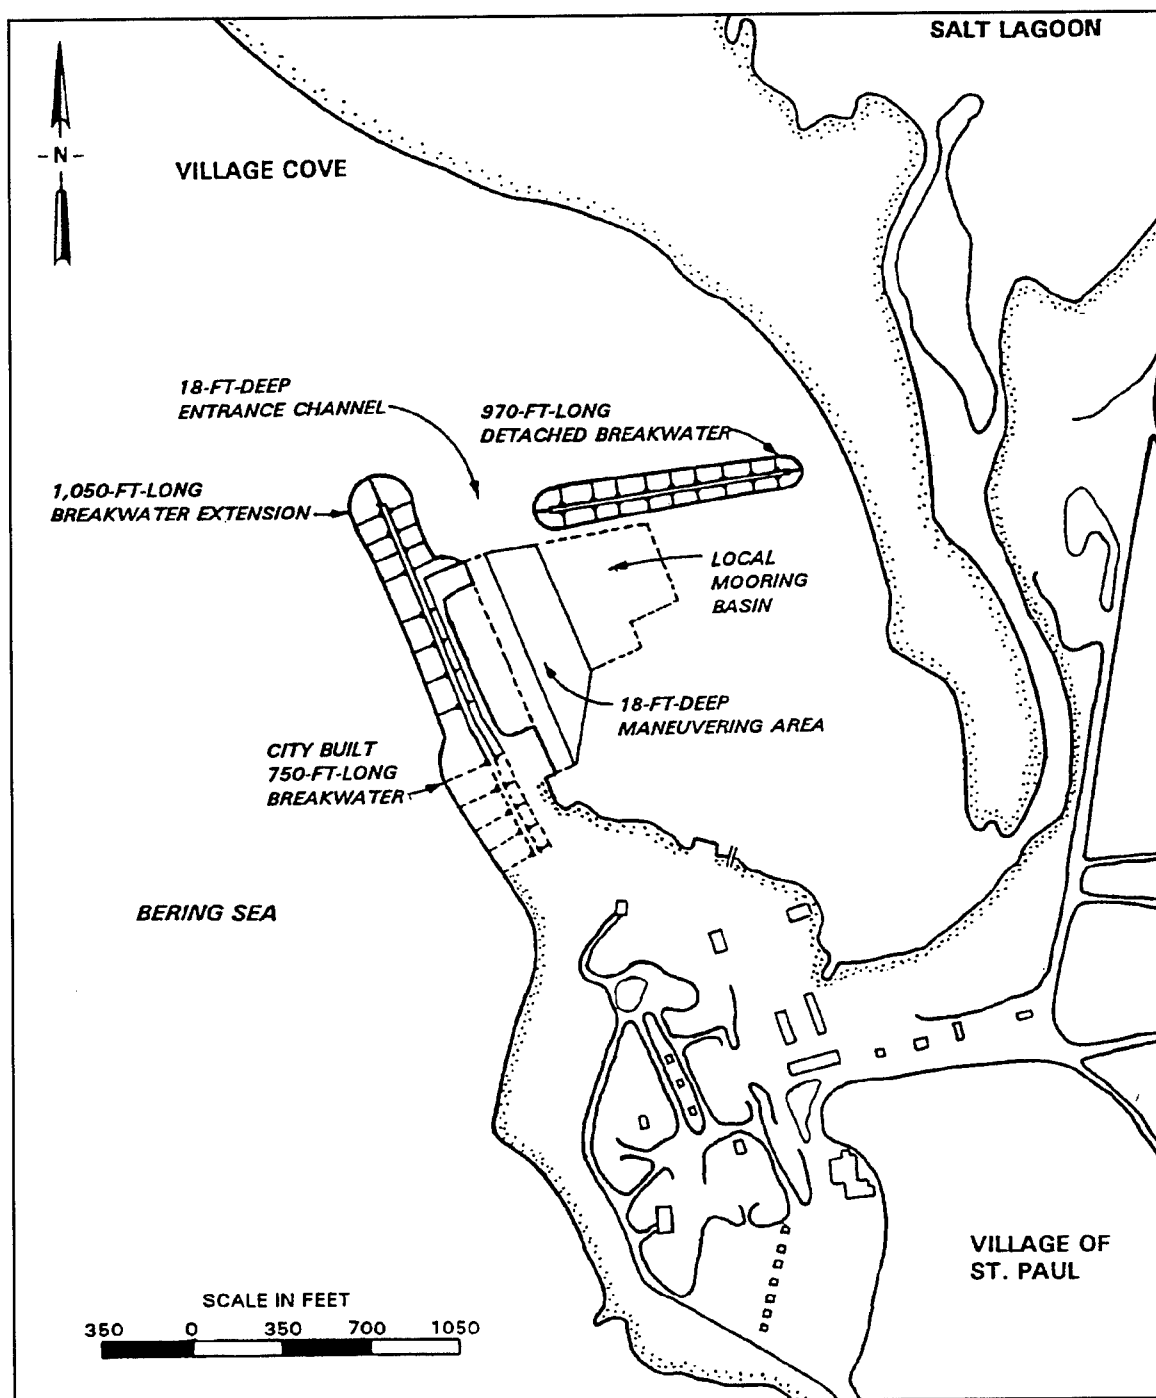 SALT LAGOON
- N -
VILLAGE COVE
18-FT-DEEP
ENTRANCE CHANNEL
970-FT-LONG
DETACHED BREAKWATER
1,050-FT-LONG
BREAKWATER EXTENSION
LOCAL
MOORING
BASIN
18-FT-DEEP
MANEUVERING AREA
CITY BUILT
750-FT-LONG
BREAKWATER
BERING SEA
VILLAGE OF
ST. PAUL
SCALE IN FEET
350 0 350 700 1050